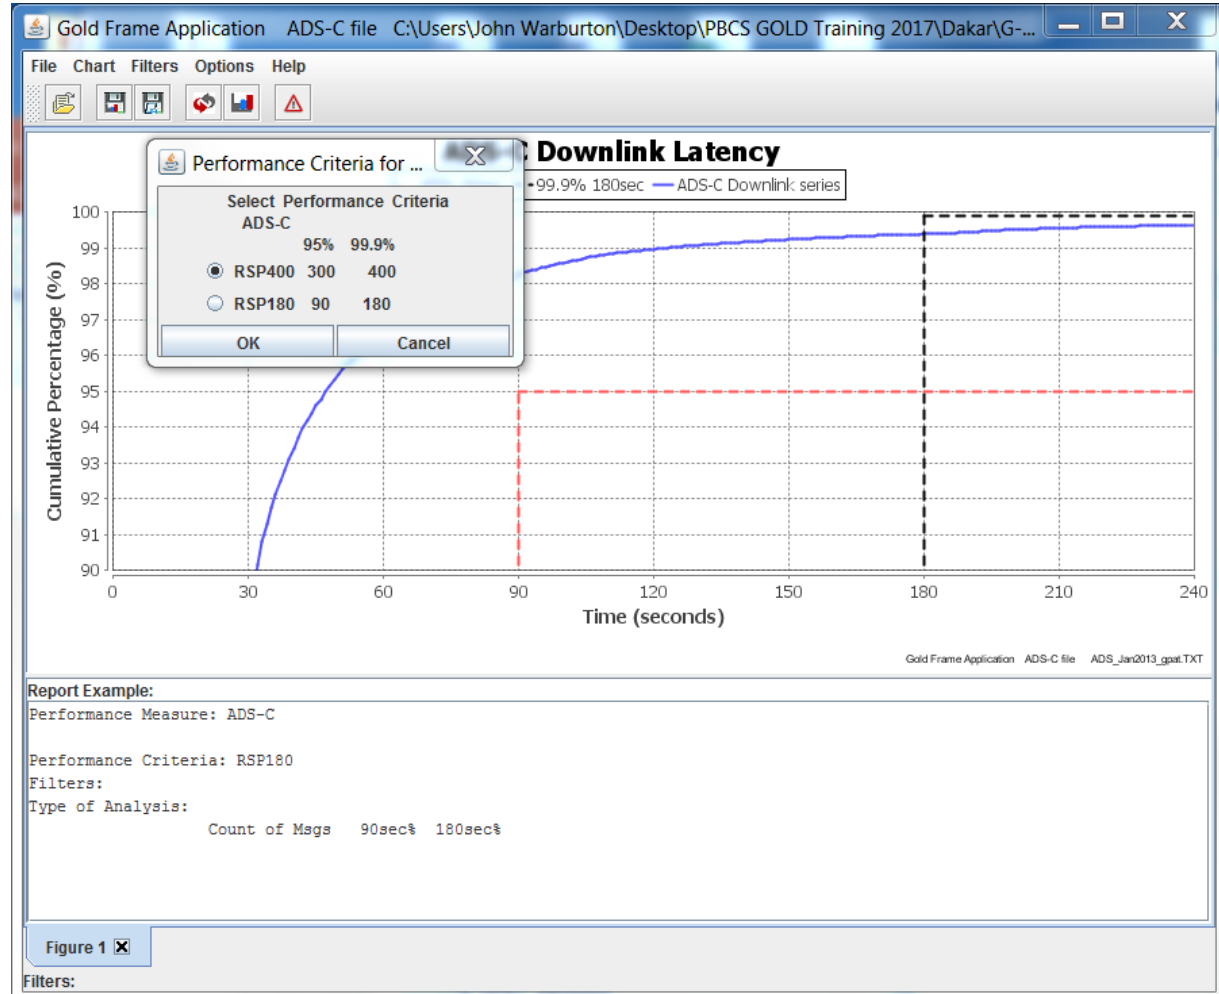 Gold Frame Application ADS-C file C:\Users\John Warburton\Desktop\PBCS GOLD Training 2017\Dakar\G-...
File Chart Filters Options Help
Downlink Latency
99.9% 180sec ADS-C Downlink series
Performance Criteria for ...
Select Performance Criteria
ADS-C
95% 99.9%
RSP400 300 400
RSP180 90 180
OK Cancel
Cumulative Percentage (%)
100
99
98
97
96
95
94
93
92
91
90
0 30 60 90 120 150 180 210 240
Time (seconds)
Gold Frame Application ADS-C file ADS_Jan2013_gpat.TXT
Report Example:
Performance Measure: ADS-C
Performance Criteria: RSP180
Filters:
Type of Analysis:
Count of Msgs 90sec% 180sec%
Figure 1
Filters: